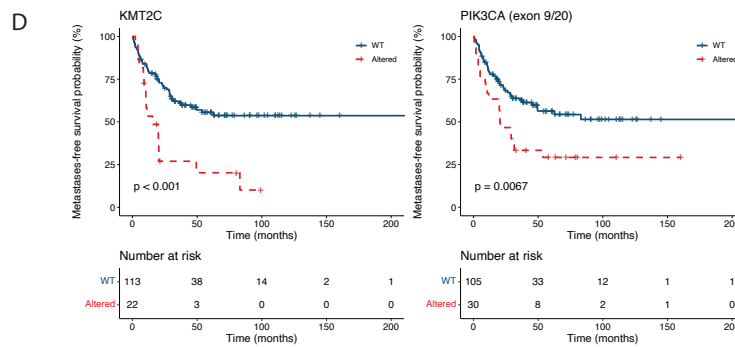 D
KMT2C
Metastases-free survival probability (%)
100
75
50
25
0
WT
Altered
p < 0.001
0 50 100 150 200
Time (months)
Number at risk
WT 113 38 14 2 1
Altered 22 3 0 0 0
0 50 100 150 200
Time (months)
PIK3CA (exon 9/20)
Metastases-free survival probability (%)
100
75
50
25
0
WT
Altered
p = 0.0067
0 50 100 150 200
Time (months)
Number at risk
WT 105 33 12 1 1
Altered 30 8 2 1 0
0 50 100 150 200
Time (months)